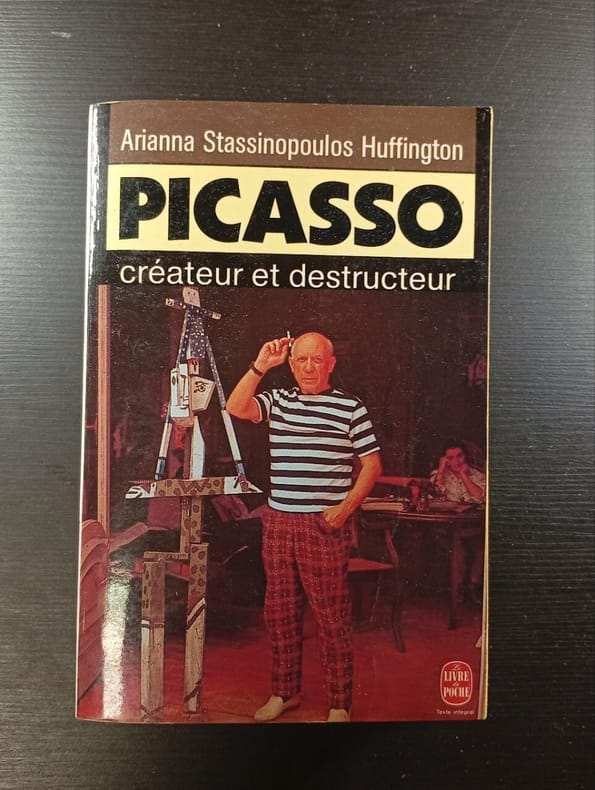 Arianna Stassinopoulos Huffington
PICASSO
créateur et destructeur
Le
LIVRE
de
POCHE
Texte intégral